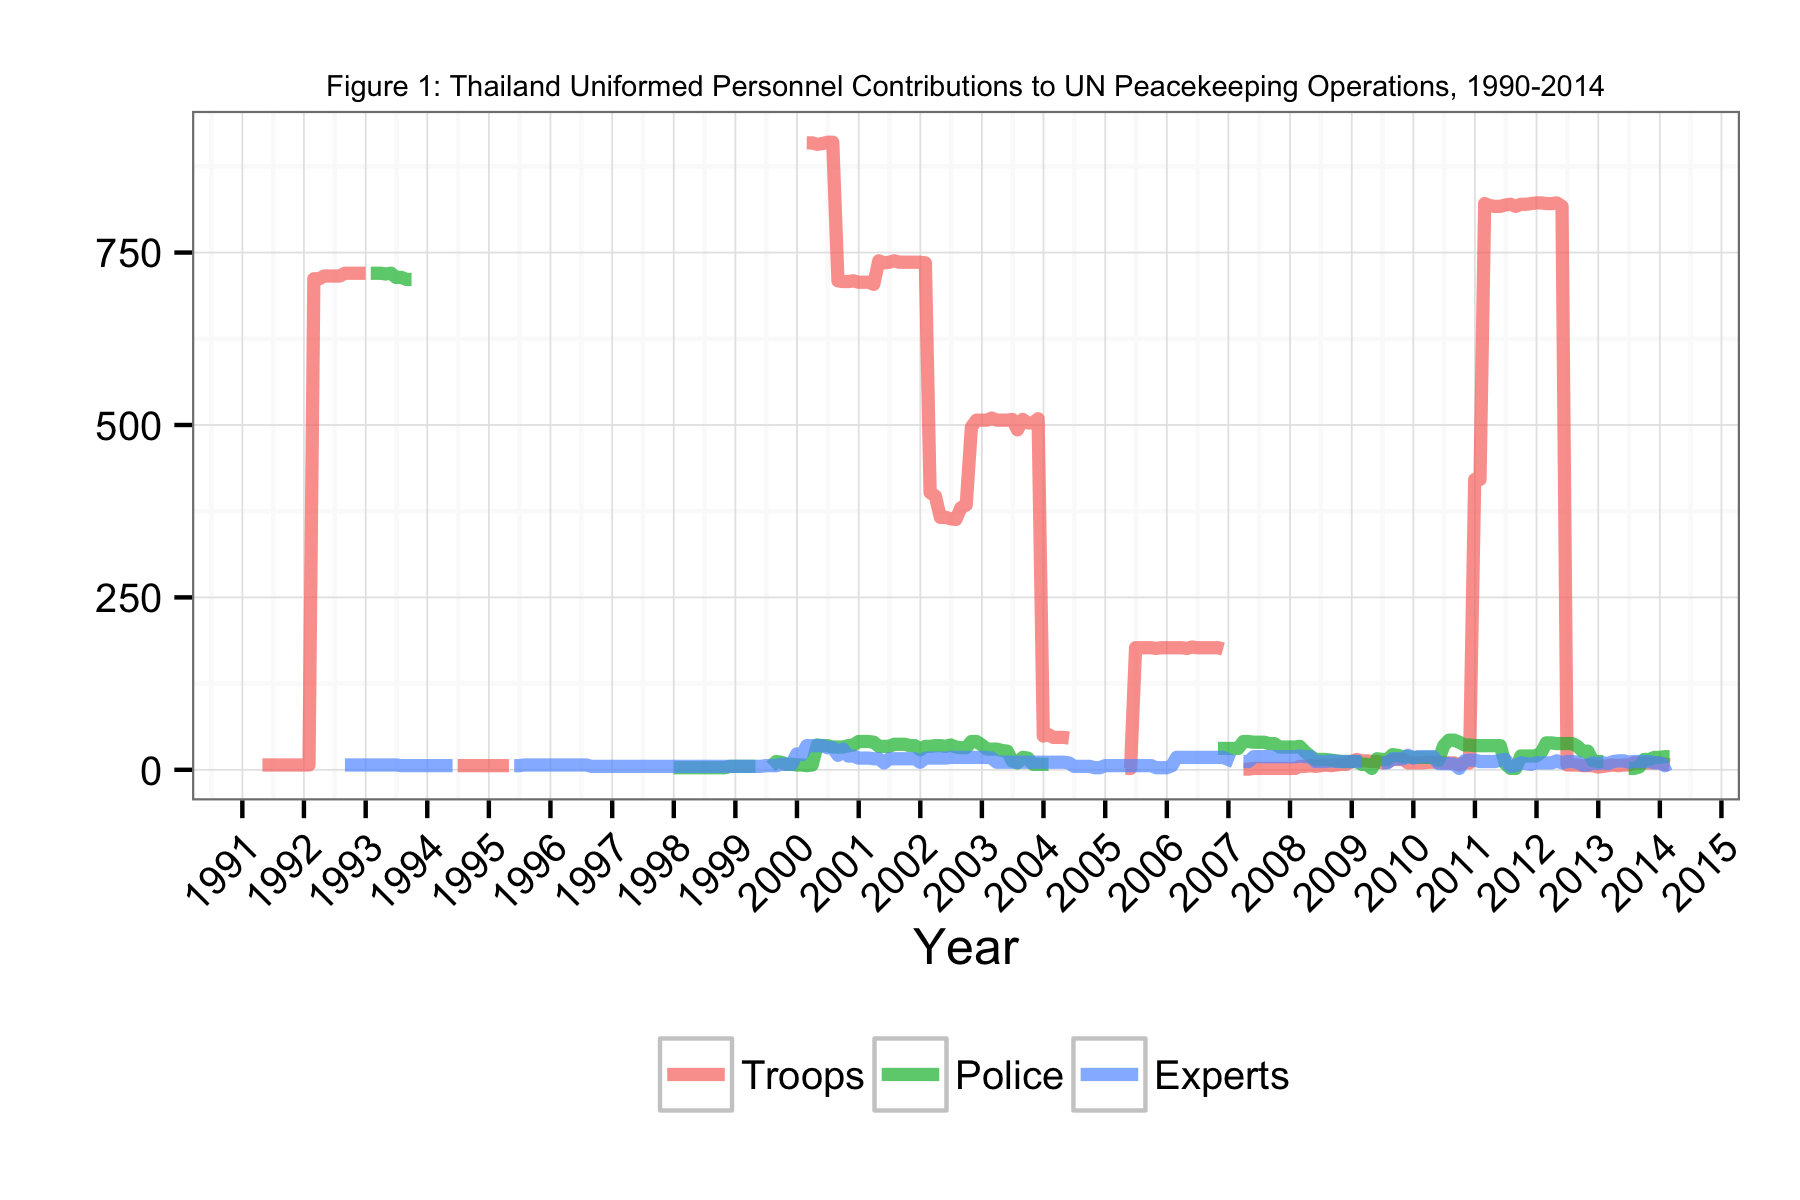 Figure 1: Thailand Uniformed Personnel Contributions to UN Peacekeeping Operations, 1990-2014
750
500
250
0
1991 1992 1993 1994 1995 1996 1997 1998 1999 2000 2001 2002 2003 2004 2005 2006 2007 2008 2009 2010 2011 2012 2013 2014 2015
Year
Troops Police Experts